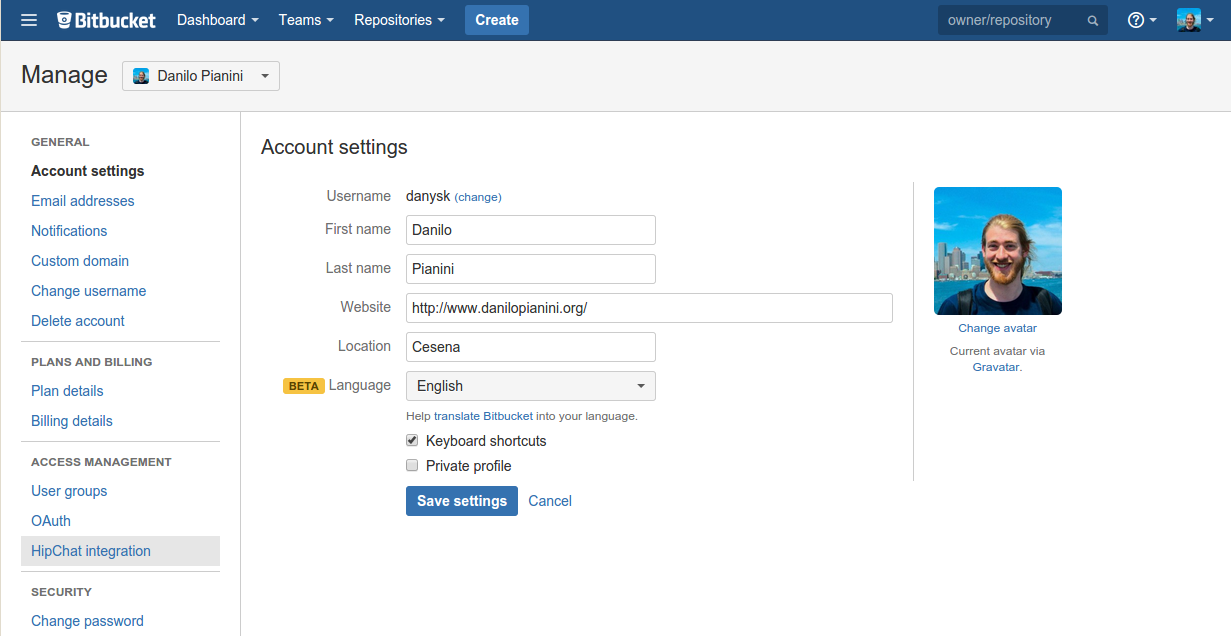 Bitbucket Dashboard Teams Repositories Create owner/repository
Manage Danilo Pianini
GENERAL
Account settings
Email addresses
Notifications
Custom domain
Change username
Delete account
PLANS AND BILLING
Plan details
Billing details
ACCESS MANAGEMENT
User groups
OAuth
HipChat integration
SECURITY
Change password
Account settings
Username danysk (change)
First name Danilo
Last name Pianini
Website http://www.danilopianini.org/
Location Cesena
BETA Language English
Help translate Bitbucket into your language.
Keyboard shortcuts
Private profile
Save settings Cancel
Change avatar
Current avatar via
Gravatar.